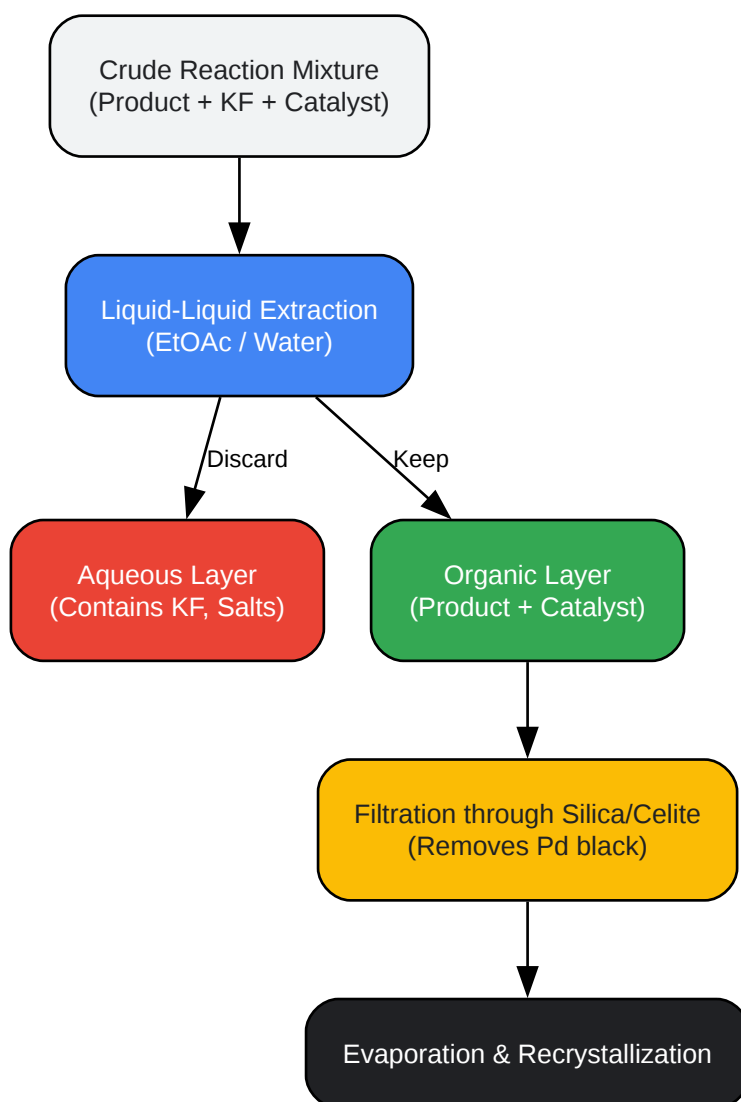 Crude Reaction Mixture
(Product + KF + Catalyst)
Liquid-Liquid Extraction
(EtOAc / Water)
Discard
Keep
Aqueous Layer
(Contains KF, Salts)
Organic Layer
(Product + Catalyst)
Filtration through Silica/Celite
(Removes Pd black)
Evaporation & Recrystallization